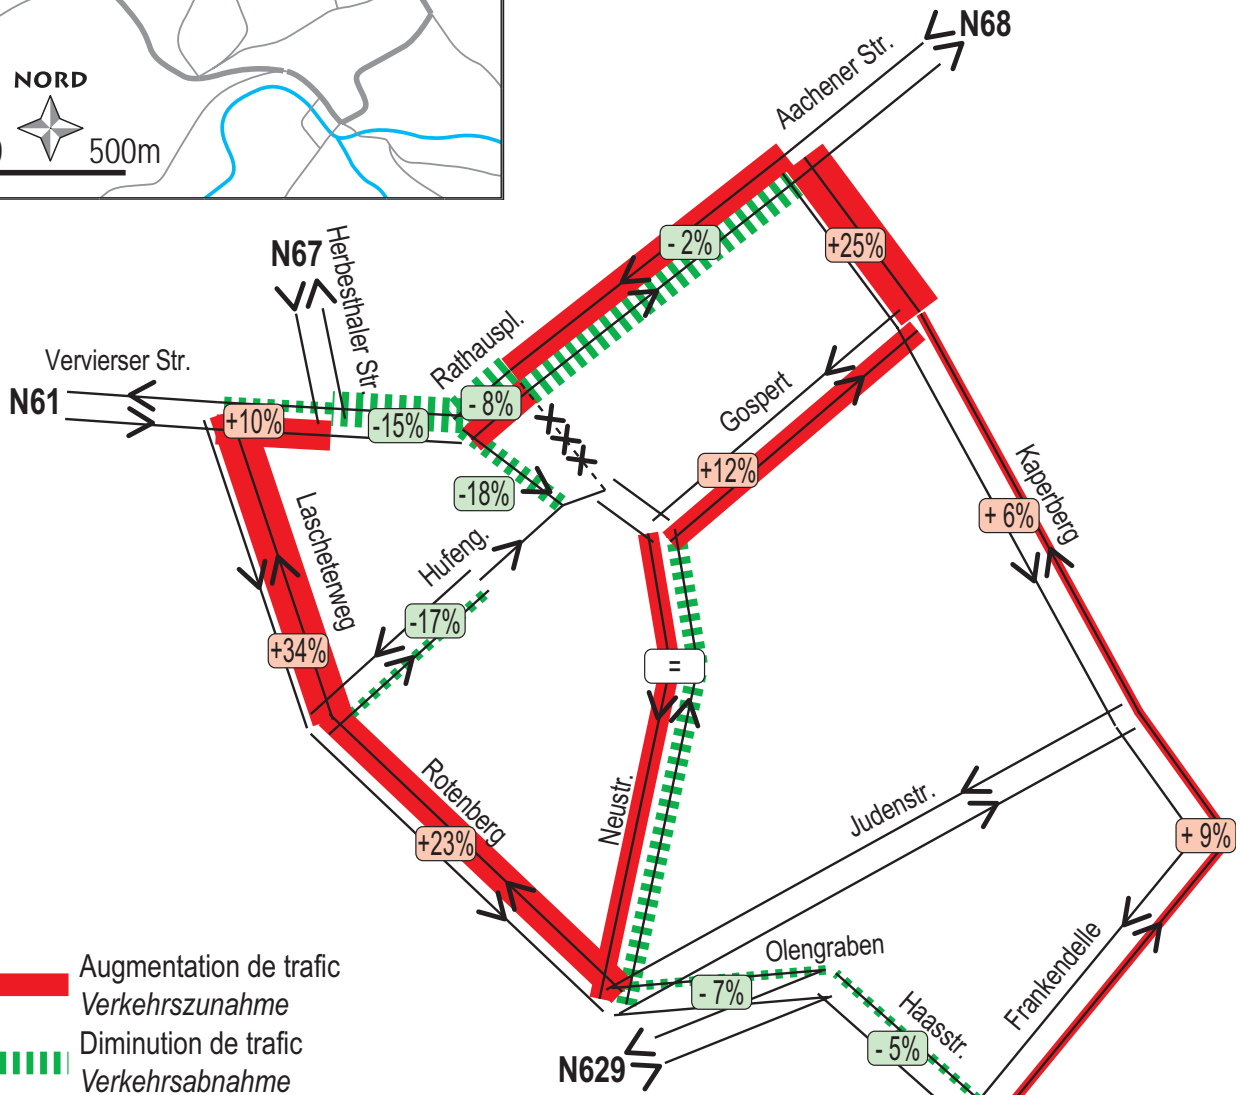 NORD
500m
N68
Aachener Str.
- 2%
+25%
N67
Herbesthaler Str.
Vervierser Str.
N61
Rathauspl.
- 8%
+10%
-15%
Gospert
+12%
-18%
Kaperberg
+ 6%
Lascheterweg
Hufeng.
-17%
+34%
=
Rotenberg
+23%
Neustr.
Judenstr.
+ 9%
Olengraben
- 7%
Haasstr.
Frankendelle
- 5%
N629
Augmentation de trafic
Verkehrszunahme
Diminution de trafic
Verkehrsabnahme